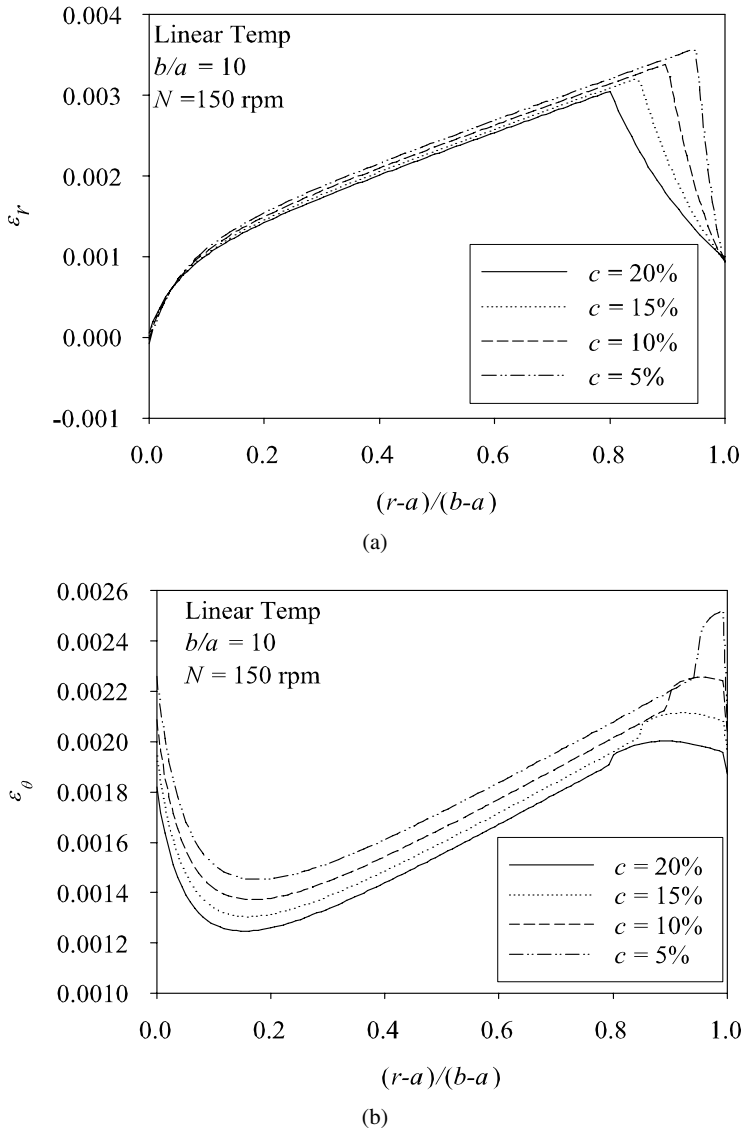 0.004
0.003
0.002
0.001
0.000
-0.001
εr
Linear Temp
b/a = 10
N =150 rpm
c = 20%
c = 15%
c = 10%
c = 5%
0.0 0.2 0.4 0.6 0.8 1.0
(r-a)/(b-a)
(a)
0.0026
0.0024
0.0022
0.0020
0.0018
0.0016
0.0014
0.0012
0.0010
εθ
Linear Temp
b/a = 10
N = 150 rpm
c = 20%
c = 15%
c = 10%
c = 5%
0.0 0.2 0.4 0.6 0.8 1.0
(r-a)/(b-a)
(b)